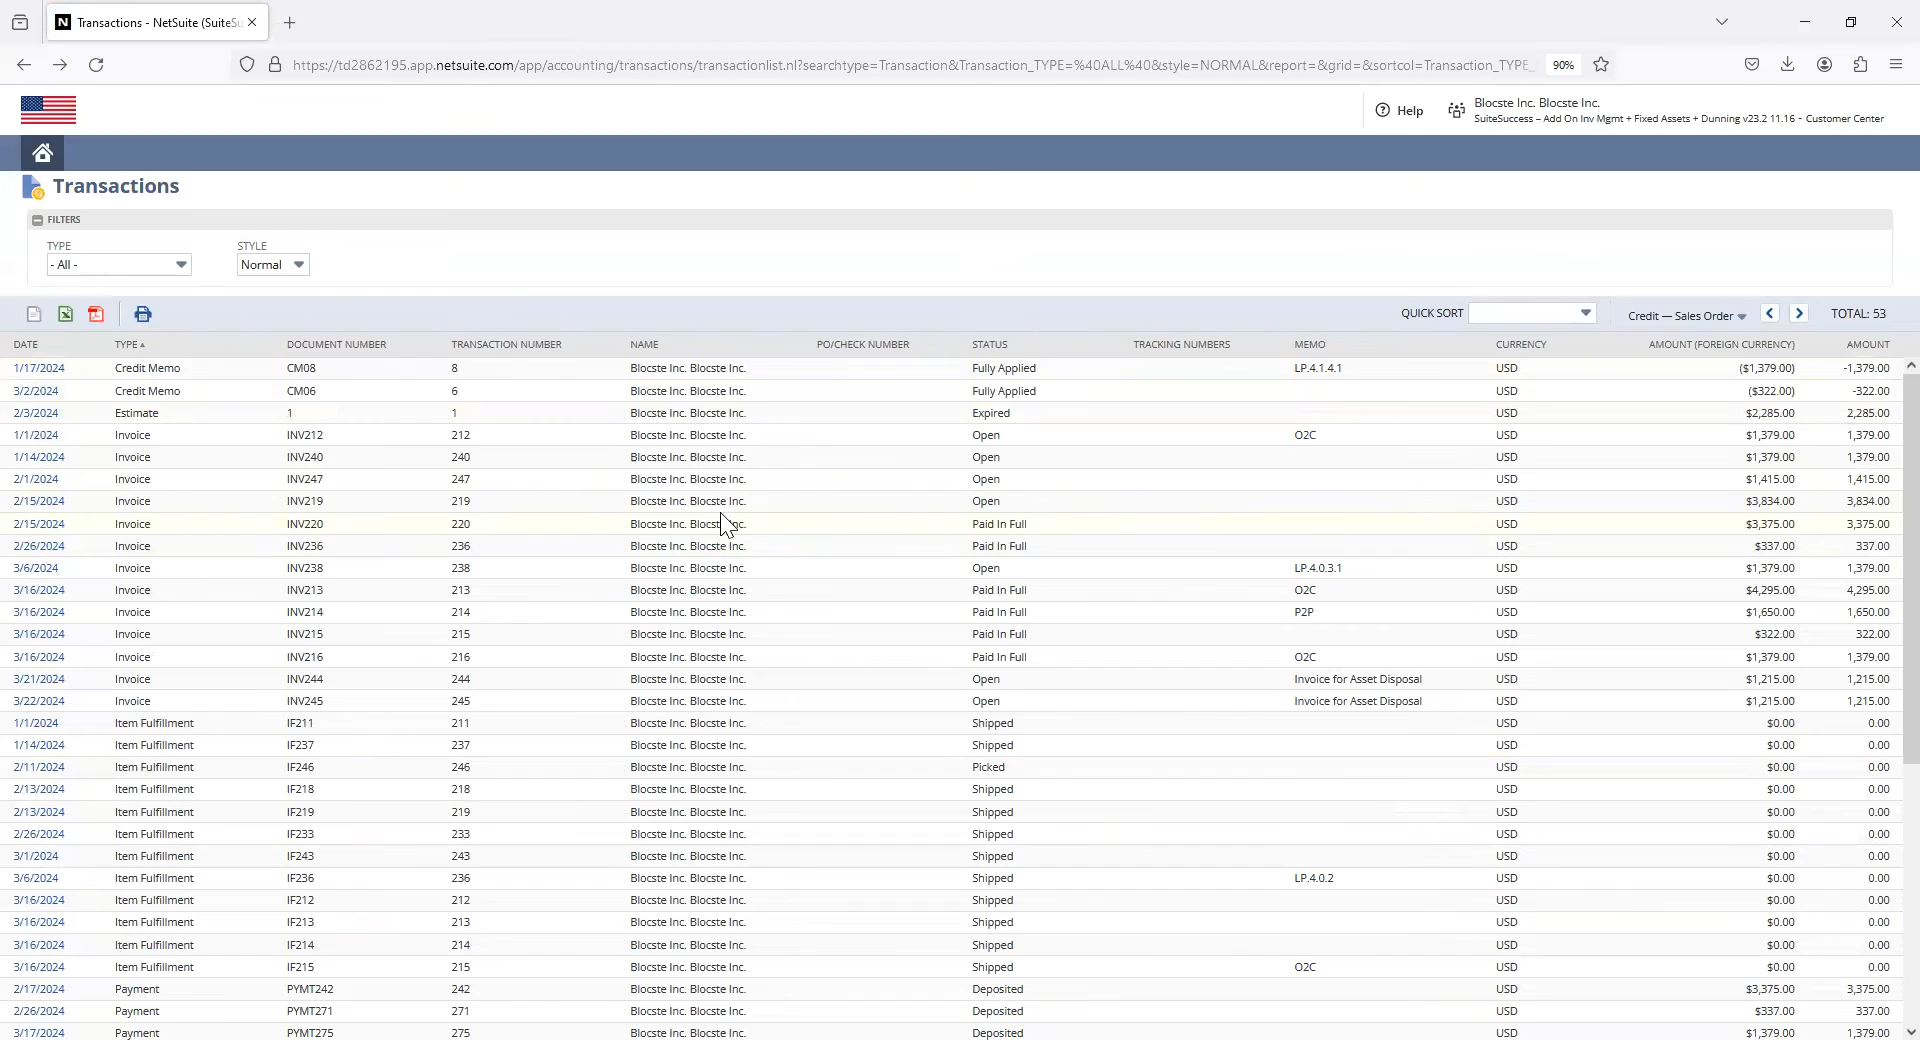 Transactions - NetSuite (SuiteSu
https://td2862195.app.netsuite.com/app/accounting/transactions/transactionlist.nl?searchtype=Transaction&Transaction_TYPE=%40ALL%40&style=NORMAL&report=&grid=&sortcol=Transaction_TYPE_ 90%
Help Blocste Inc. Blocste Inc.
SuiteSuccess – Add On Inv Mgmt + Fixed Assets + Dunning v23.2 11.16 - Customer Center
Transactions
FILTERS
TYPE STYLE
- All - Normal
QUICK SORT Credit — Sales Order TOTAL: 53
DATE TYPE DOCUMENT NUMBER TRANSACTION NUMBER NAME PO/CHECK NUMBER STATUS TRACKING NUMBERS MEMO CURRENCY AMOUNT (FOREIGN CURRENCY) AMOUNT
1/17/2024 Credit Memo CM08 8 Blocste Inc. Blocste Inc. Fully Applied LP.4.1.4.1 USD ($1,379.00) -1,379.00
3/2/2024 Credit Memo CM06 6 Blocste Inc. Blocste Inc. Fully Applied USD ($322.00) -322.00
2/3/2024 Estimate 1 1 Blocste Inc. Blocste Inc. Expired USD $2,285.00 2,285.00
1/1/2024 Invoice INV212 212 Blocste Inc. Blocste Inc. Open O2C USD $1,379.00 1,379.00
1/14/2024 Invoice INV240 240 Blocste Inc. Blocste Inc. Open USD $1,379.00 1,379.00
2/1/2024 Invoice INV247 247 Blocste Inc. Blocste Inc. Open USD $1,415.00 1,415.00
2/15/2024 Invoice INV219 219 Blocste Inc. Blocste Inc. Open USD $3,834.00 3,834.00
2/15/2024 Invoice INV220 220 Blocste Inc. Blocste Inc. Paid In Full USD $3,375.00 3,375.00
2/26/2024 Invoice INV236 236 Blocste Inc. Blocste Inc. Paid In Full USD $337.00 337.00
3/6/2024 Invoice INV238 238 Blocste Inc. Blocste Inc. Open LP.4.0.3.1 USD $1,379.00 1,379.00
3/16/2024 Invoice INV213 213 Blocste Inc. Blocste Inc. Paid In Full O2C USD $4,295.00 4,295.00
3/16/2024 Invoice INV214 214 Blocste Inc. Blocste Inc. Paid In Full P2P USD $1,650.00 1,650.00
3/16/2024 Invoice INV215 215 Blocste Inc. Blocste Inc. Paid In Full USD $322.00 322.00
3/16/2024 Invoice INV216 216 Blocste Inc. Blocste Inc. Paid In Full O2C USD $1,379.00 1,379.00
3/21/2024 Invoice INV244 244 Blocste Inc. Blocste Inc. Open Invoice for Asset Disposal USD $1,215.00 1,215.00
3/22/2024 Invoice INV245 245 Blocste Inc. Blocste Inc. Open Invoice for Asset Disposal USD $1,215.00 1,215.00
1/1/2024 Item Fulfillment IF211 211 Blocste Inc. Blocste Inc. Shipped USD $0.00 0.00
1/14/2024 Item Fulfillment IF237 237 Blocste Inc. Blocste Inc. Shipped USD $0.00 0.00
2/11/2024 Item Fulfillment IF246 246 Blocste Inc. Blocste Inc. Picked USD $0.00 0.00
2/13/2024 Item Fulfillment IF218 218 Blocste Inc. Blocste Inc. Shipped USD $0.00 0.00
2/13/2024 Item Fulfillment IF219 219 Blocste Inc. Blocste Inc. Shipped USD $0.00 0.00
2/26/2024 Item Fulfillment IF233 233 Blocste Inc. Blocste Inc. Shipped USD $0.00 0.00
3/1/2024 Item Fulfillment IF243 243 Blocste Inc. Blocste Inc. Shipped USD $0.00 0.00
3/6/2024 Item Fulfillment IF236 236 Blocste Inc. Blocste Inc. Shipped LP.4.0.2 USD $0.00 0.00
3/16/2024 Item Fulfillment IF212 212 Blocste Inc. Blocste Inc. Shipped USD $0.00 0.00
3/16/2024 Item Fulfillment IF213 213 Blocste Inc. Blocste Inc. Shipped USD $0.00 0.00
3/16/2024 Item Fulfillment IF214 214 Blocste Inc. Blocste Inc. Shipped USD $0.00 0.00
3/16/2024 Item Fulfillment IF215 215 Blocste Inc. Blocste Inc. Shipped O2C USD $0.00 0.00
2/17/2024 Payment PYMT242 242 Blocste Inc. Blocste Inc. Deposited USD $3,375.00 3,375.00
2/26/2024 Payment PYMT271 271 Blocste Inc. Blocste Inc. Deposited USD $337.00 337.00
3/17/2024 Payment PYMT275 275 Blocste Inc. Blocste Inc. Deposited USD $1,379.00 1,379.00